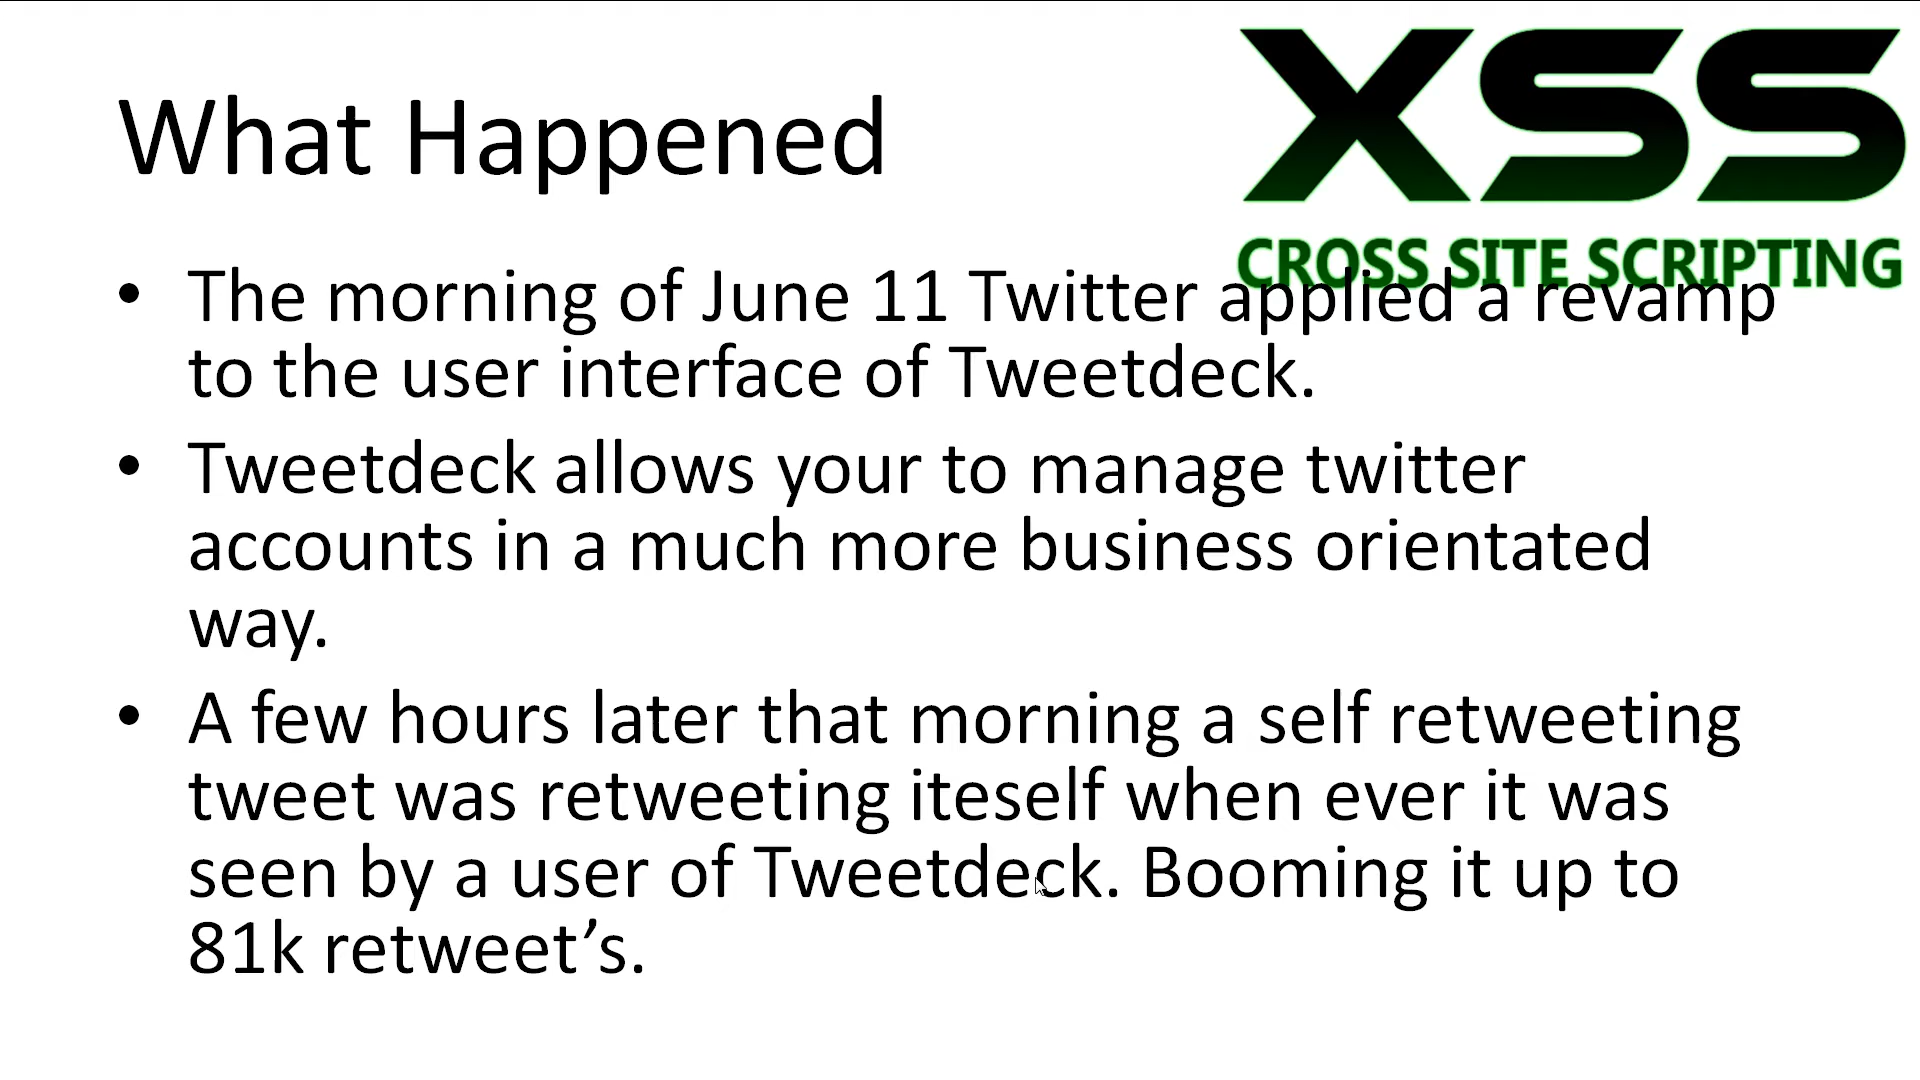 XSS
CROSS SITE SCRIPTING
What Happened
• The morning of June 11 Twitter applied a revamp
to the user interface of Tweetdeck.
• Tweetdeck allows your to manage twitter
accounts in a much more business orientated
way.
• A few hours later that morning a self retweeting
tweet was retweeting iteself when ever it was
seen by a user of Tweetdeck. Booming it up to
81k retweet’s.